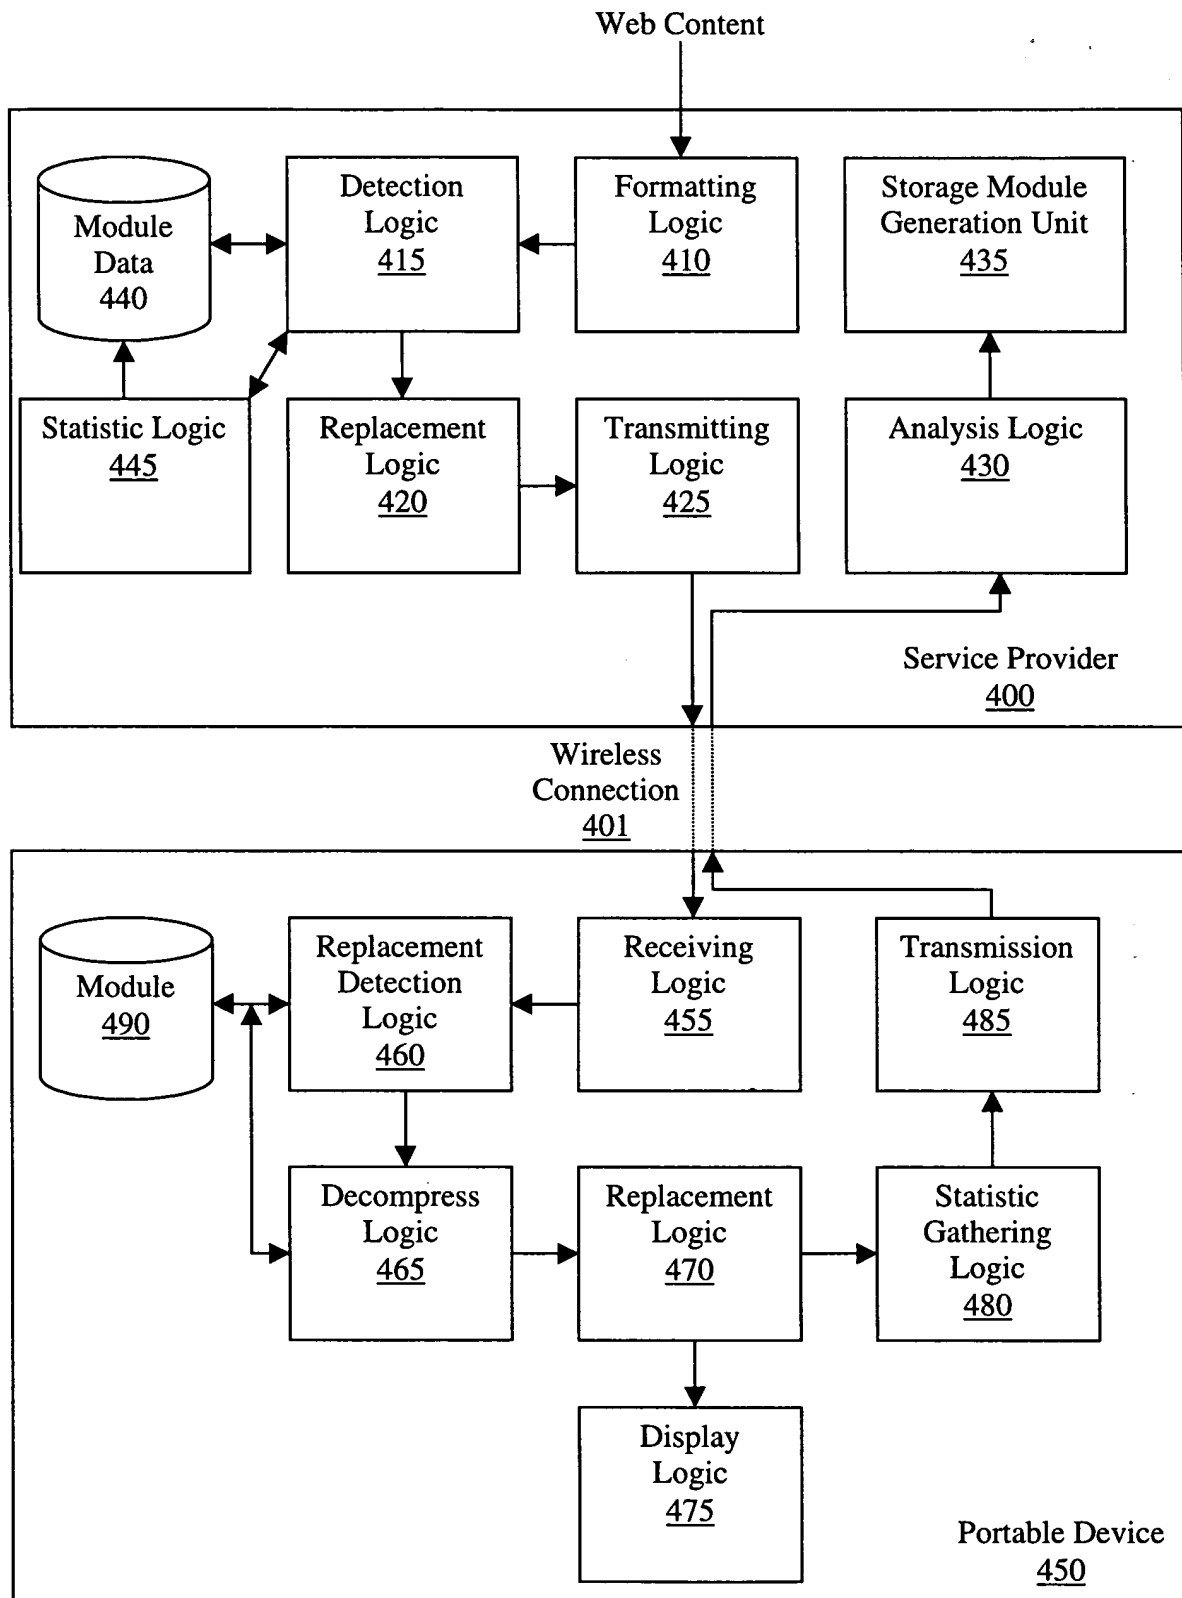 Web Content
Module
Data
440
Detection
Logic
415
Formatting
Logic
410
Storage Module
Generation Unit
435
Statistic Logic
445
Replacement
Logic
420
Transmitting
Logic
425
Analysis Logic
430
Service Provider
400
Wireless
Connection
401
Module
490
Replacement
Detection
Logic
460
Receiving
Logic
455
Transmission
Logic
485
Decompress
Logic
465
Replacement
Logic
470
Statistic
Gathering
Logic
480
Display
Logic
475
Portable Device
450